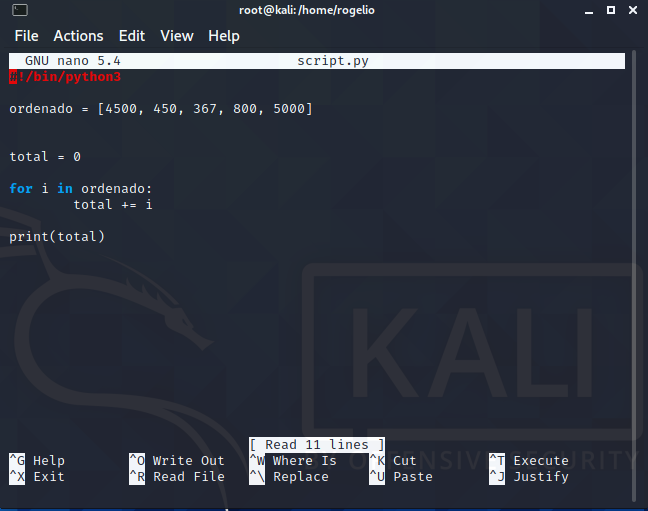 root@kali:/home/rogelio
File Actions Edit View Help
GNU nano 5.4 script.py
#!/bin/python3
ordenado = [4500, 450, 367, 800, 5000]
total = 0
for i in ordenado:
        total += i
print(total)
KALI
[ Read 11 lines ]
^G Help ^O Write Out ^W Where Is ^K Cut ^T Execute
OFFENSIVE SECURITY
^X Exit ^R Read File ^\ Replace ^U Paste ^J Justify